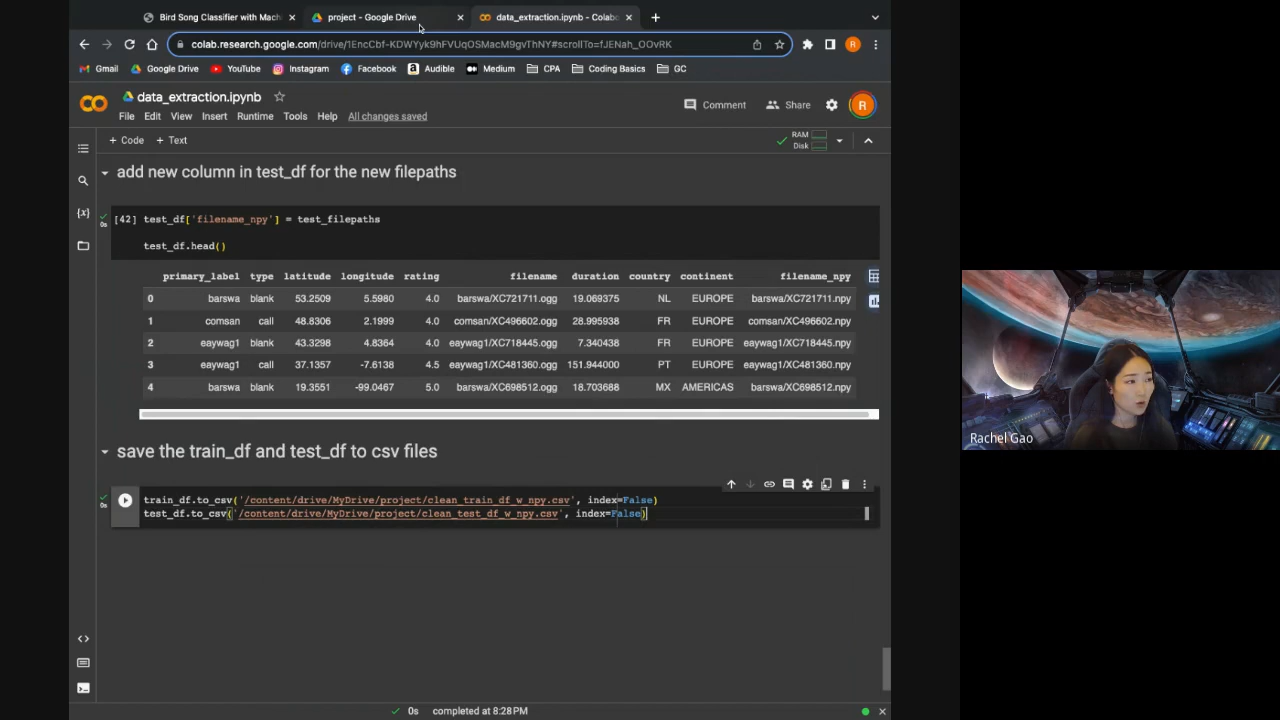 Bird Song Classifier with Mach
project - Google Drive
data_extraction.ipynb - Colabo
colab.research.google.com/drive/1EncCbf-KDWYyk9hFVUqOSMacM9gvThNY#scrollTo=fJENah_OOvRK
R
Gmail
Google Drive
YouTube
Instagram
Facebook
Audible
Medium
CPA
Coding Basics
GC
data_extraction.ipynb
Comment
Share
R
File Edit View Insert Runtime Tools Help All changes saved
+ Code + Text
RAM
Disk
add new column in test_df for the new filepaths
[42] test_df['filename_npy'] = test_filepaths
0s
test_df.head()
primary_label type latitude longitude rating filename duration country continent filename_npy
0 barswa blank 53.2509 5.5980 4.0 barswa/XC721711.ogg 19.069375 NL EUROPE barswa/XC721711.npy
1 comsan call 48.8306 2.1999 4.0 comsan/XC496602.ogg 28.995938 FR EUROPE comsan/XC496602.npy
2 eaywag1 blank 43.3298 4.8364 4.0 eaywag1/XC718445.ogg 7.340438 FR EUROPE eaywag1/XC718445.npy
3 eaywag1 call 37.1357 -7.6138 4.5 eaywag1/XC481360.ogg 151.944000 PT EUROPE eaywag1/XC481360.npy
4 barswa blank 19.3551 -99.0467 5.0 barswa/XC698512.ogg 18.703688 MX AMERICAS barswa/XC698512.npy
save the train_df and test_df to csv files
train_df.to_csv('/content/drive/MyDrive/project/clean_train_df_w_npy.csv', index=False)
0s
test_df.to_csv('/content/drive/MyDrive/project/clean_test_df_w_npy.csv', index=False)
0s completed at 8:28PM
Rachel Gao